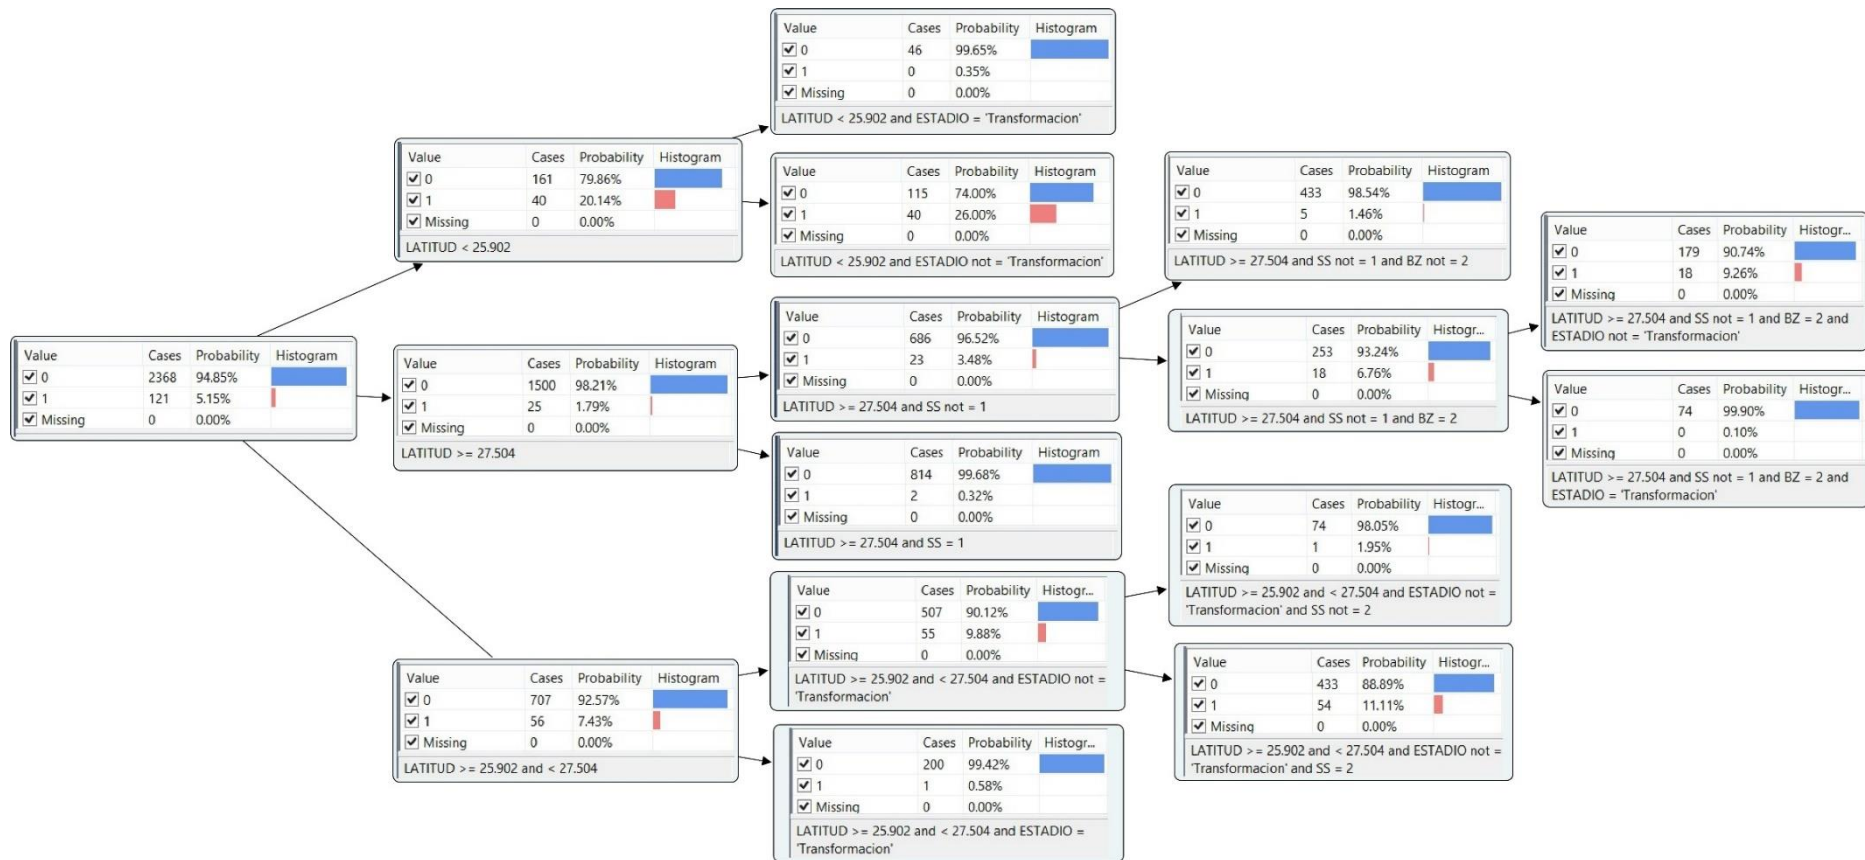 Value Cases Probability Histogram
0 2368 94.85%
1 121 5.15%
Missing 0 0.00%
Value Cases Probability Histogram
0 161 79.86%
1 40 20.14%
Missing 0 0.00%
LATITUD < 25.902
Value Cases Probability Histogram
0 1500 98.21%
1 25 1.79%
Missing 0 0.00%
LATITUD >= 27.504
Value Cases Probability Histogram
0 707 92.57%
1 56 7.43%
Missing 0 0.00%
LATITUD >= 25.902 and < 27.504
Value Cases Probability Histogram
0 46 99.65%
1 0 0.35%
Missing 0 0.00%
LATITUD < 25.902 and ESTADIO = 'Transformacion'
Value Cases Probability Histogram
0 115 74.00%
1 40 26.00%
Missing 0 0.00%
LATITUD < 25.902 and ESTADIO not = 'Transformacion'
Value Cases Probability Histogram
0 686 96.52%
1 23 3.48%
Missing 0 0.00%
LATITUD >= 27.504 and SS not = 1
Value Cases Probability Histogram
0 814 99.68%
1 2 0.32%
Missing 0 0.00%
LATITUD >= 27.504 and SS = 1
Value Cases Probability Histogr...
0 507 90.12%
1 55 9.88%
Missing 0 0.00%
LATITUD >= 25.902 and < 27.504 and ESTADIO not =
'Transformacion'
Value Cases Probability Histogr...
0 200 99.42%
1 1 0.58%
Missing 0 0.00%
LATITUD >= 25.902 and < 27.504 and ESTADIO =
'Transformacion'
Value Cases Probability Histogram
0 433 98.54%
1 5 1.46%
Missing 0 0.00%
LATITUD >= 27.504 and SS not = 1 and BZ not = 2
Value Cases Probability Histogr...
0 253 93.24%
1 18 6.76%
Missing 0 0.00%
LATITUD >= 27.504 and SS not = 1 and BZ = 2
Value Cases Probability Histogr...
0 74 98.05%
1 1 1.95%
Missing 0 0.00%
LATITUD >= 25.902 and < 27.504 and ESTADIO not =
'Transformacion' and SS not = 2
Value Cases Probability Histogr...
0 433 88.89%
1 54 11.11%
Missing 0 0.00%
LATITUD >= 25.902 and < 27.504 and ESTADIO not =
'Transformacion' and SS = 2
Value Cases Probability Histogr...
0 179 90.74%
1 18 9.26%
Missing 0 0.00%
LATITUD >= 27.504 and SS not = 1 and BZ = 2 and
ESTADIO not = 'Transformacion'
Value Cases Probability Histogr...
0 74 99.90%
1 0 0.10%
Missing 0 0.00%
LATITUD >= 27.504 and SS not = 1 and BZ = 2 and
ESTADIO = 'Transformacion'